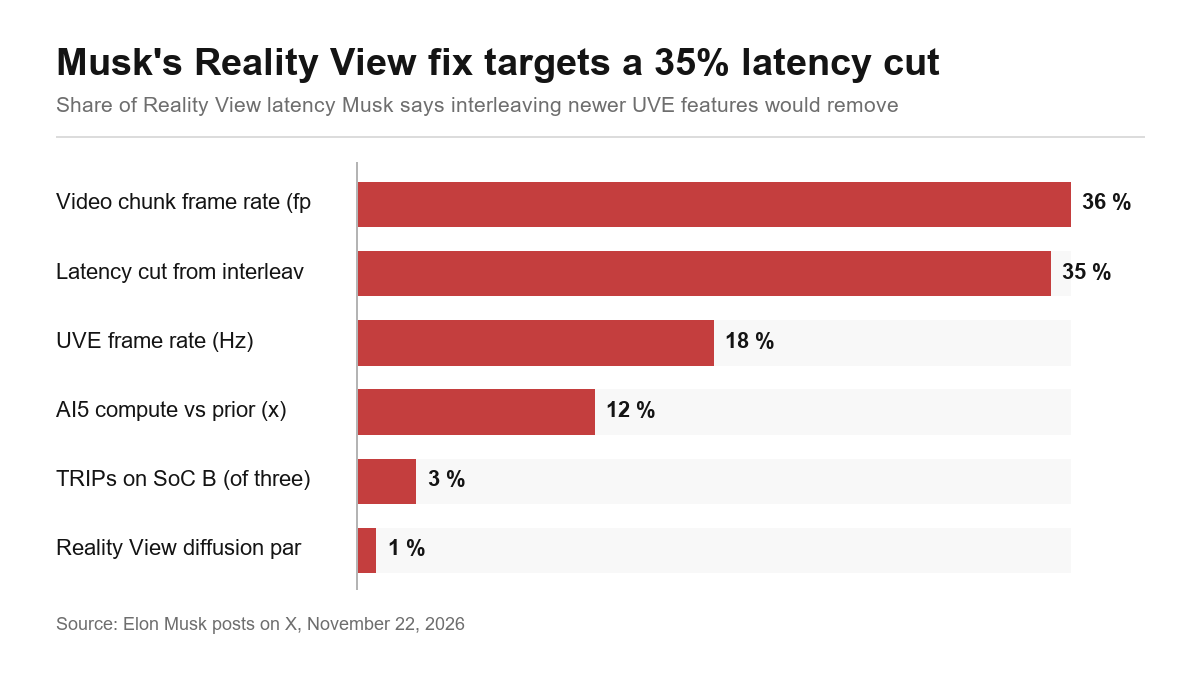 Musk's Reality View fix targets a 35% latency cut
Share of Reality View latency Musk says interleaving newer UVE features would remove
Video chunk frame rate (fp
36 %
Latency cut from interleav
35 %
UVE frame rate (Hz)
18 %
AI5 compute vs prior (x)
12 %
TRIPs on SoC B (of three)
3 %
Reality View diffusion par
1 %
Source: Elon Musk posts on X, November 22, 2026